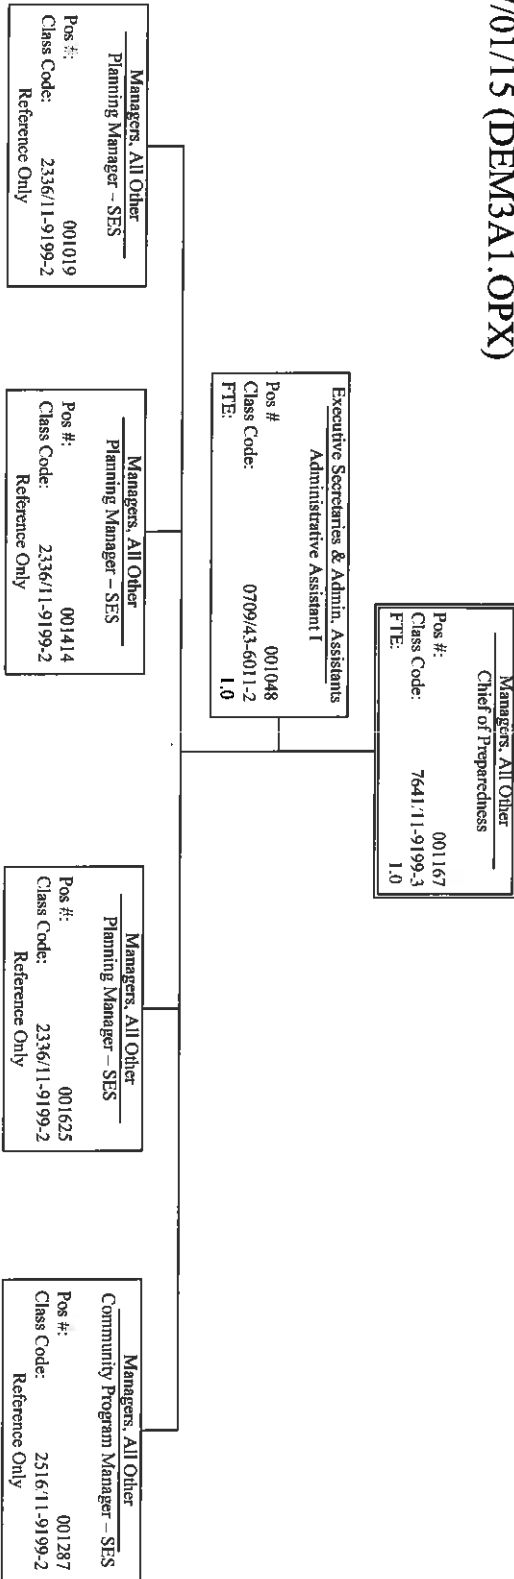 7/01/15 (DEM3A1.OPX)
Managers, All Other
Chief of Preparedness
Pos #: 001167
Class Code: 7641/11-9199-3
FTE: 1.0
Executive Secretaries & Admin. Assistants
Administrative Assistant I
Pos # 001048
Class Code: 0709/43-6011-2
FTE: 1.0
Managers, All Other
Planning Manager – SES
Pos #: 001019
Class Code: 2336/11-9199-2
Reference Only
Managers, All Other
Planning Manager – SES
Pos #: 001414
Class Code: 2336/11-9199-2
Reference Only
Managers, All Other
Planning Manager – SES
Pos #: 001625
Class Code: 2336/11-9199-2
Reference Only
Managers, All Other
Community Program Manager – SES
Pos #: 001287
Class Code: 2516/11-9199-2
Reference Only